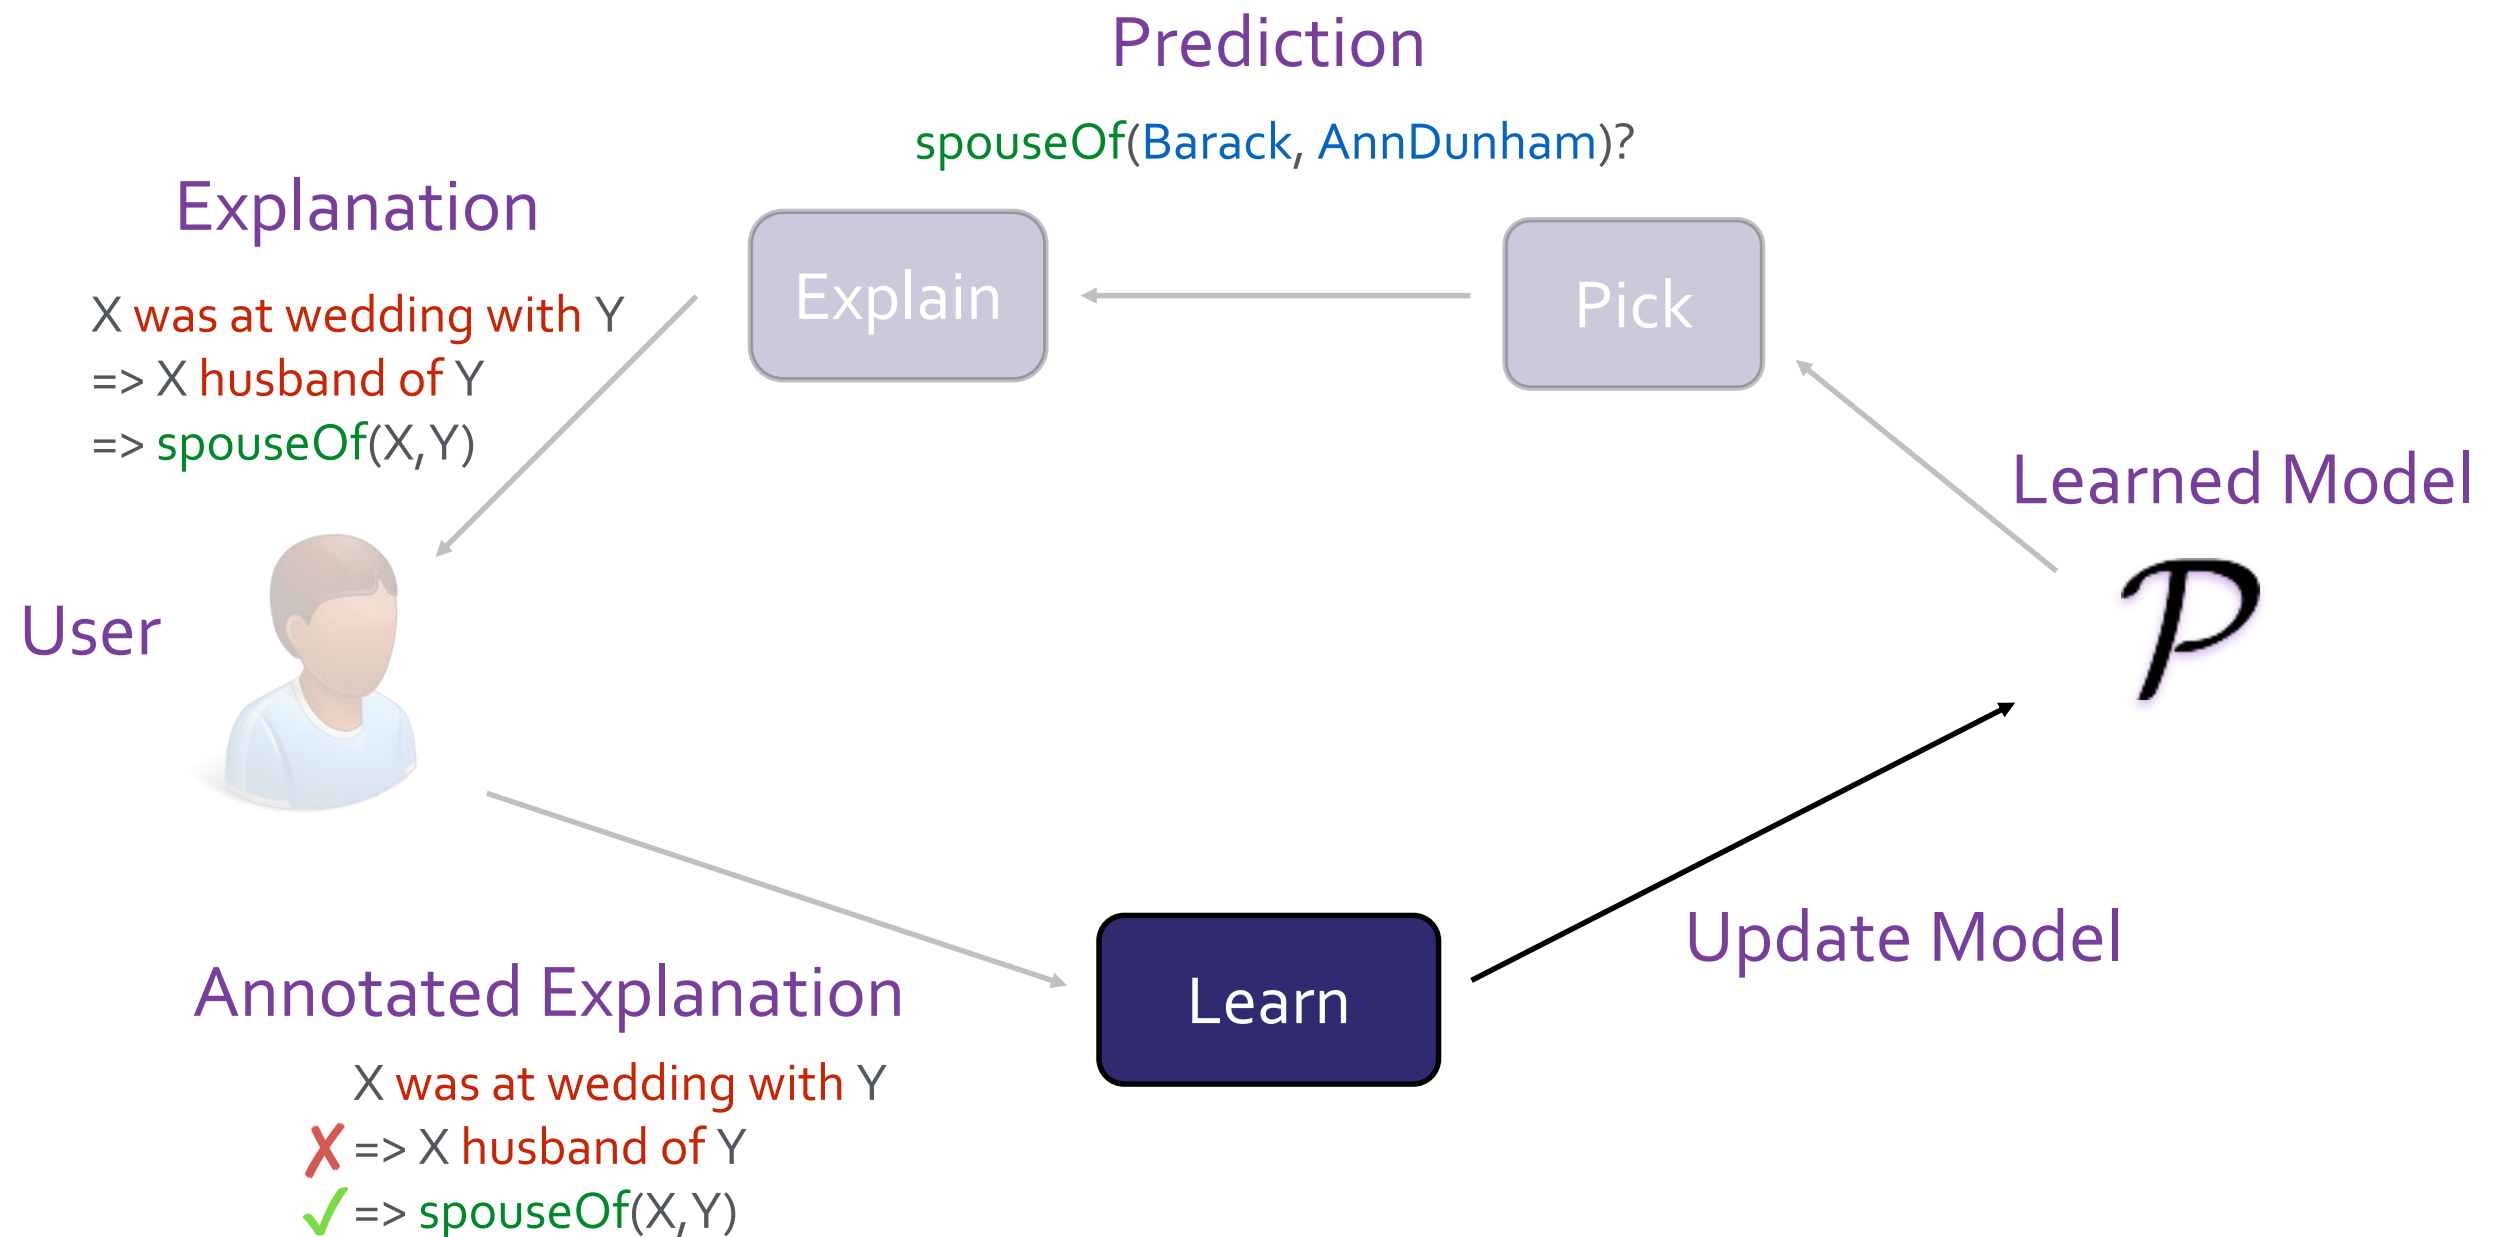 Prediction
spouseOf(Barack, AnnDunham)?
Explanation
X was at wedding with Y
=> X husband of Y
=> spouseOf(X,Y)
Explain
Pick
Learned Model
P
User
Update Model
Learn
Annotated Explanation
X was at wedding with Y
✗ => X husband of Y
✓ => spouseOf(X,Y)